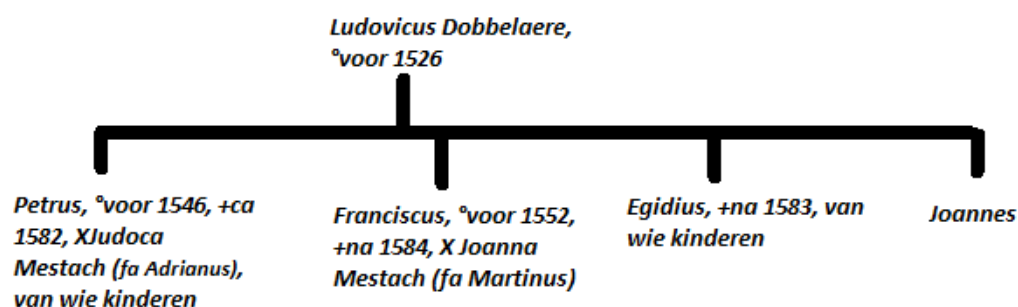 Ludovicus Dobbelaere,
°voor 1526
Petrus, °voor 1546, +ca
1582, XJudoca
Mestach (fa Adrianus),
van wie kinderen
Franciscus, °voor 1552,
+na 1584, X Joanna
Mestach (fa Martinus)
Egidius, +na 1583, van
wie kinderen
Joannes